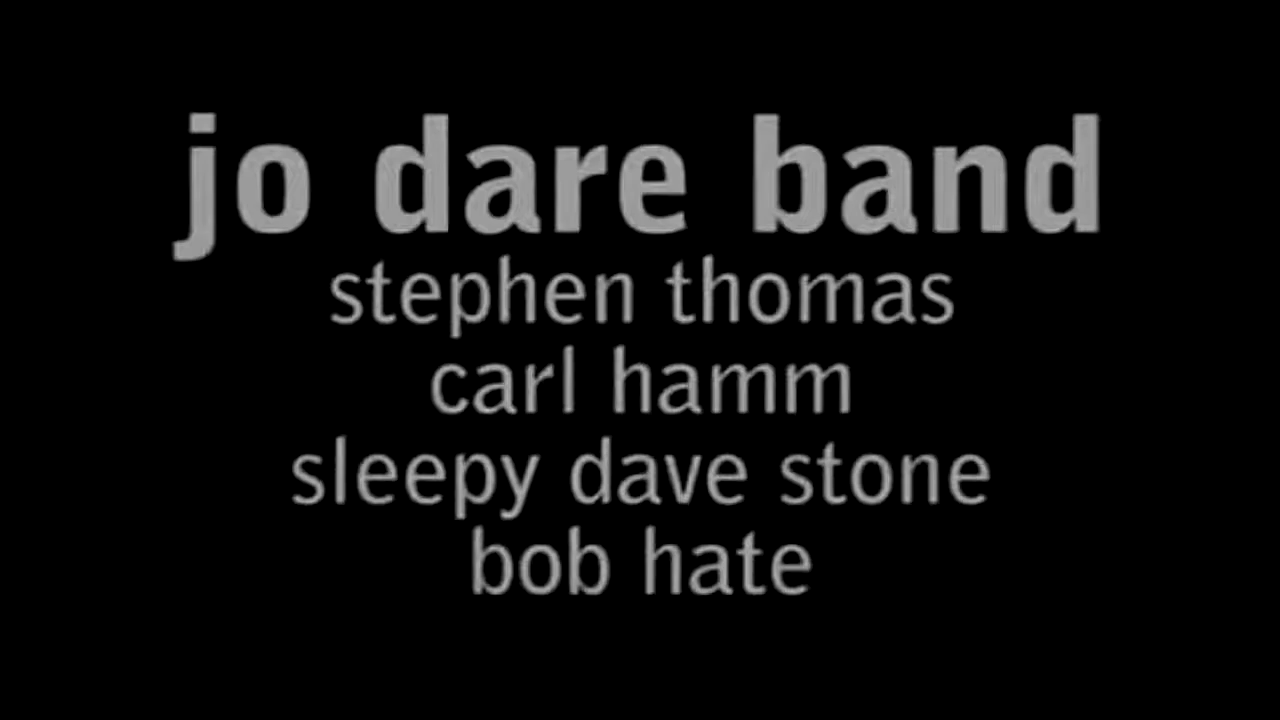 jo dare band
stephen thomas
carl hamm
sleepy dave stone
bob hate